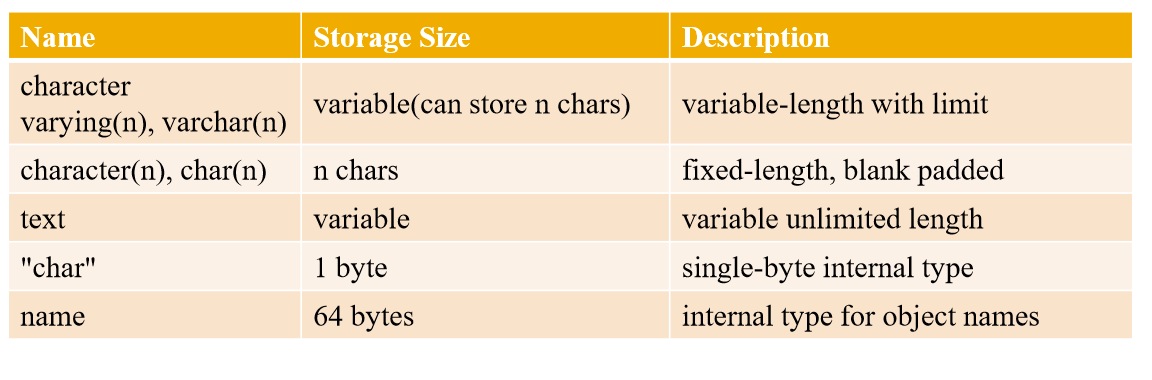 Name Storage Size Description
character
varying(n), varchar(n) variable(can store n chars) variable-length with limit
character(n), char(n) n chars fixed-length, blank padded
text variable variable unlimited length
"char" 1 byte single-byte internal type
name 64 bytes internal type for object names